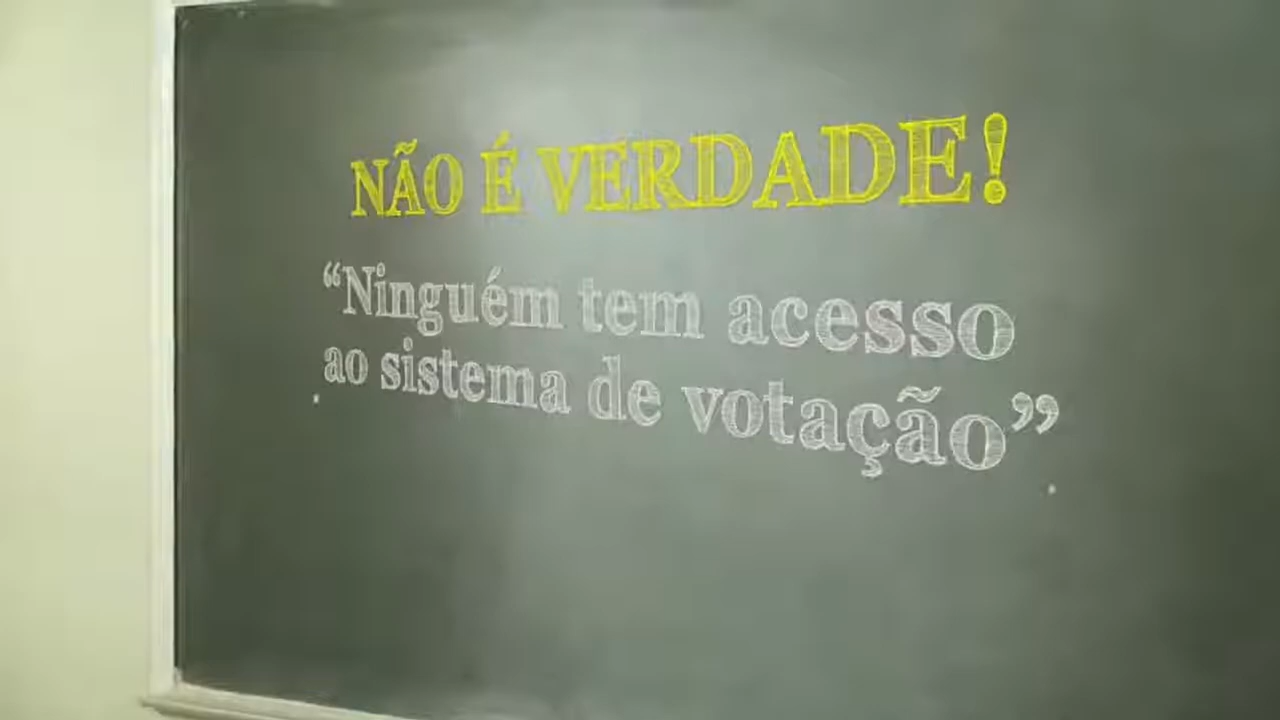 NÃO É VERDADE!
“Ninguém tem acesso
ao sistema de votação”